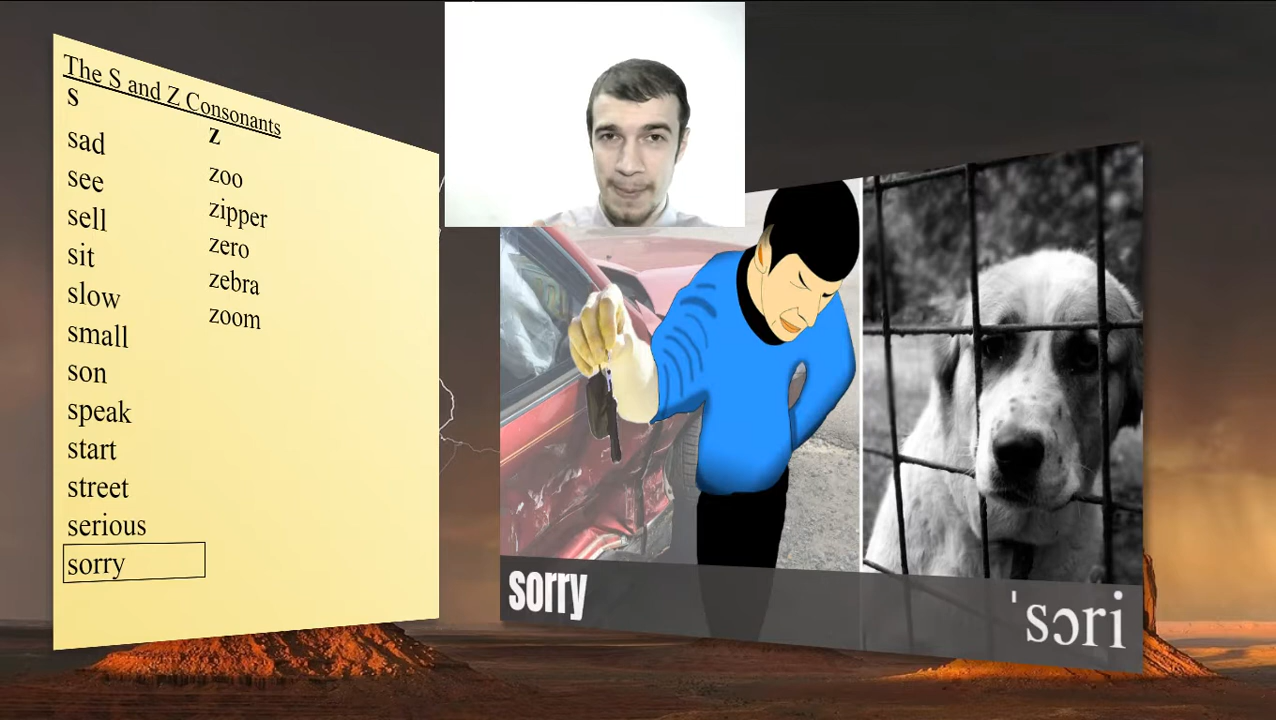 The S and Z Consonants
S
sad
see
sell
sit
slow
small
son
speak
start
street
serious
sorry
Z
zoo
zipper
zero
zebra
zoom
sorry
ˈsɔri